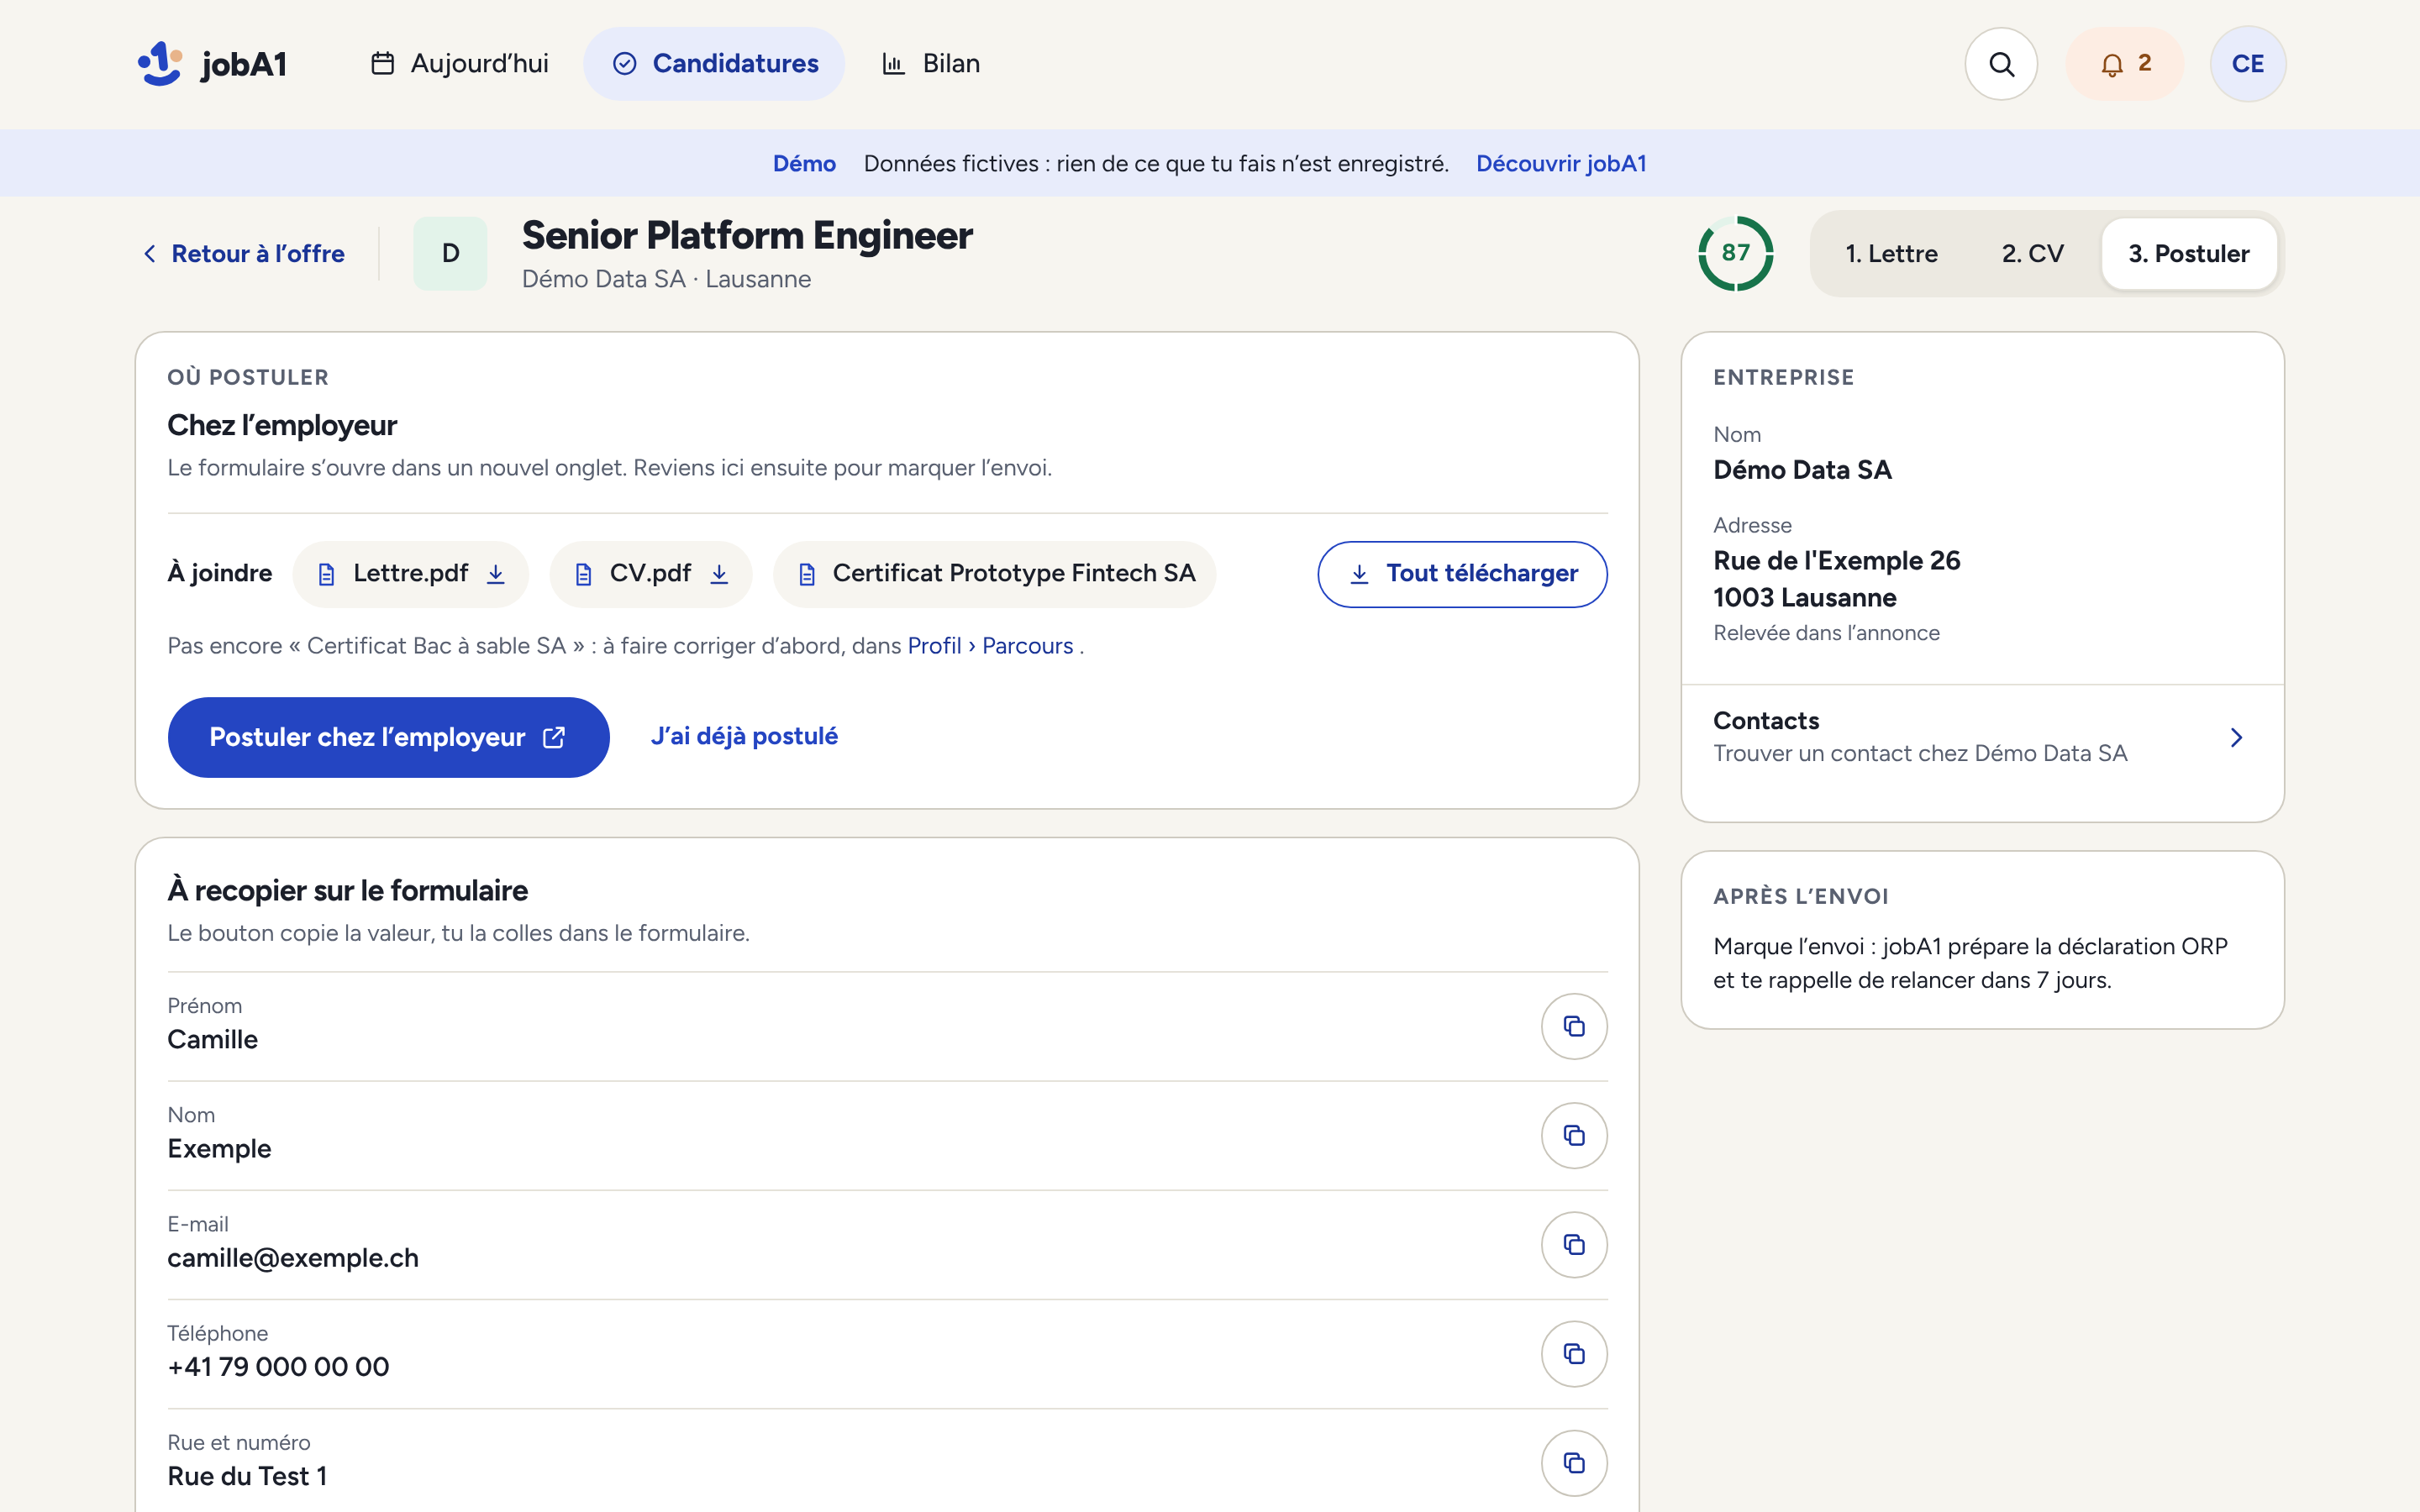 jobA1
Aujourd’hui
Candidatures
Bilan
2
CE
Démo Données fictives : rien de ce que tu fais n’est enregistré. Découvrir jobA1
Retour à l’offre
D
Senior Platform Engineer
Démo Data SA · Lausanne
87
1. Lettre
2. CV
3. Postuler
OÙ POSTULER
Chez l’employeur
Le formulaire s’ouvre dans un nouvel onglet. Reviens ici ensuite pour marquer l’envoi.
À joindre
Lettre.pdf
CV.pdf
Certificat Prototype Fintech SA
Tout télécharger
Pas encore « Certificat Bac à sable SA » : à faire corriger d’abord, dans Profil › Parcours .
Postuler chez l’employeur
J’ai déjà postulé
À recopier sur le formulaire
Le bouton copie la valeur, tu la colles dans le formulaire.
Prénom
Camille
Nom
Exemple
E-mail
camille@exemple.ch
Téléphone
+41 79 000 00 00
Rue et numéro
Rue du Test 1
ENTREPRISE
Nom
Démo Data SA
Adresse
Rue de l'Exemple 26
1003 Lausanne
Relevée dans l’annonce
Contacts
Trouver un contact chez Démo Data SA
APRÈS L’ENVOI
Marque l’envoi : jobA1 prépare la déclaration ORP
et te rappelle de relancer dans 7 jours.